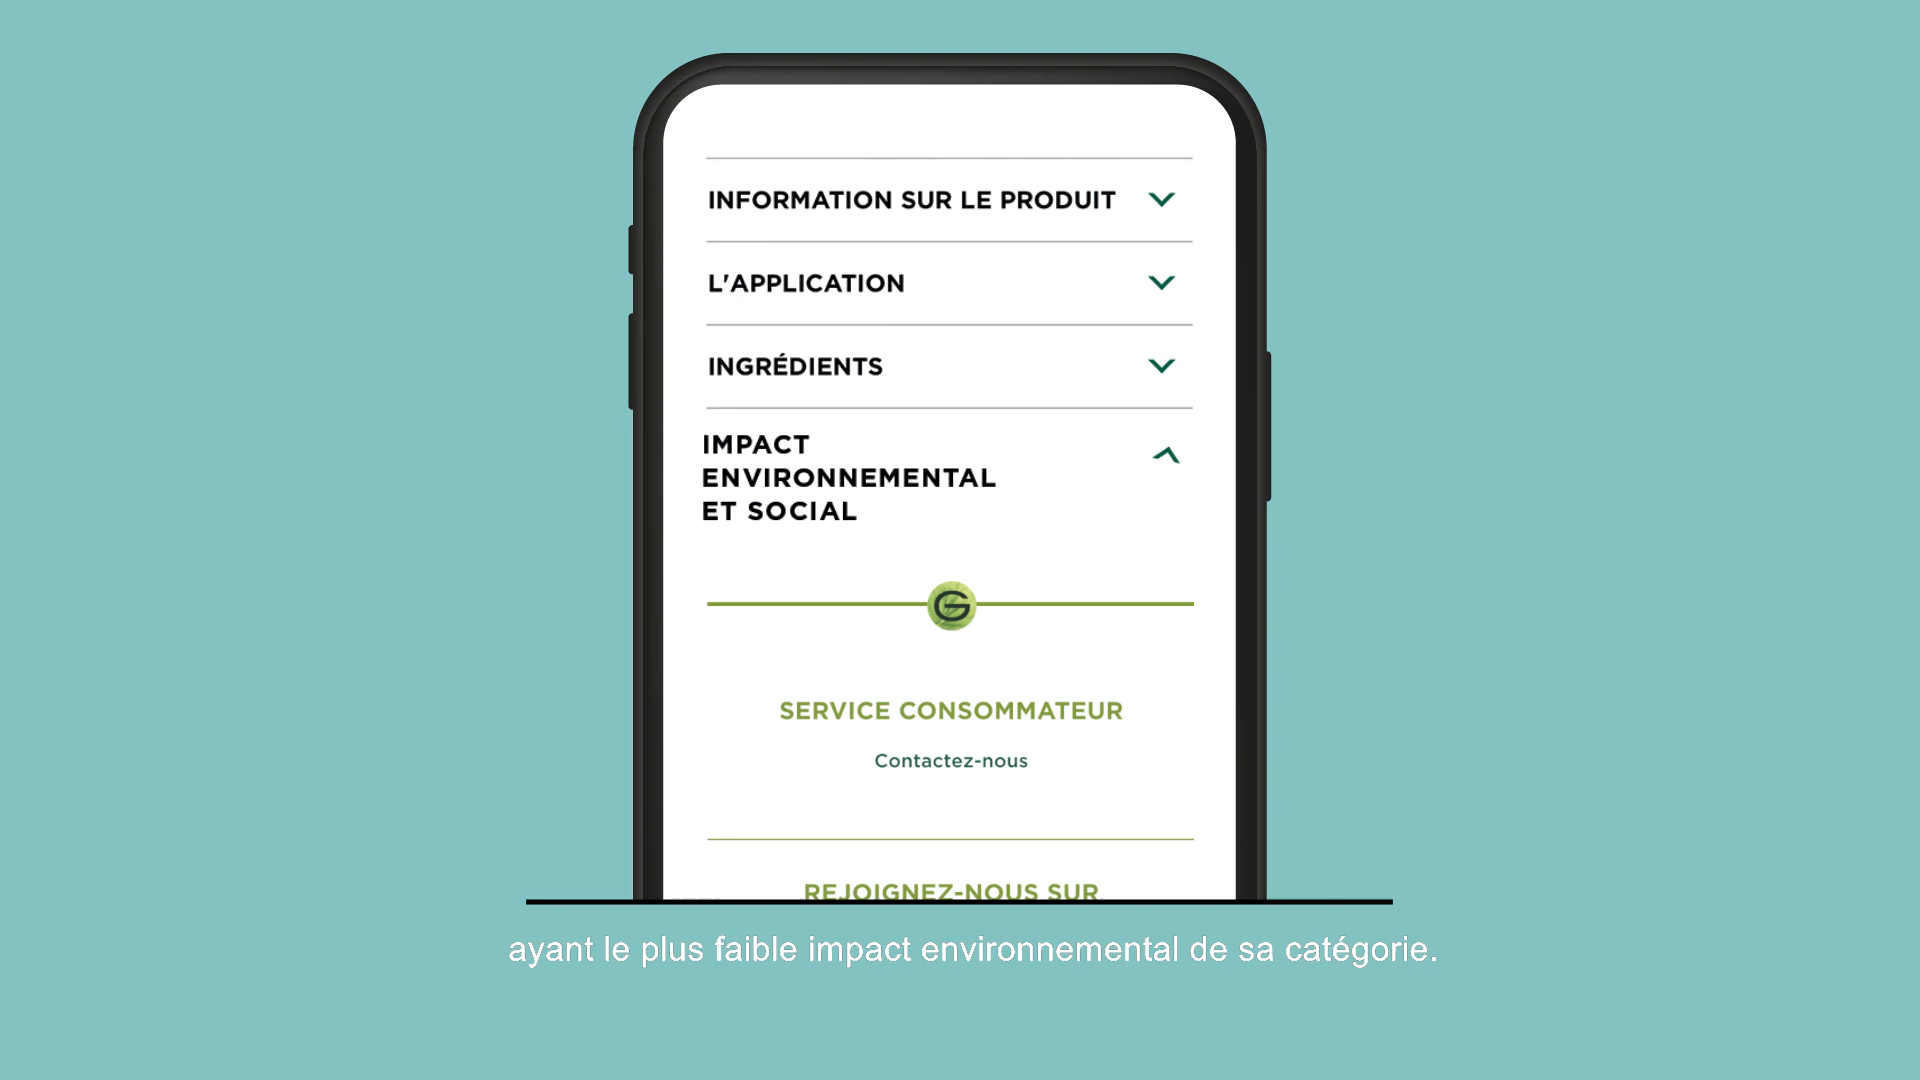 INFORMATION SUR LE PRODUIT
L'APPLICATION
INGRÉDIENTS
IMPACT
ENVIRONNEMENTAL
ET SOCIAL
G
SERVICE CONSOMMATEUR
Contactez-nous
REJOIGNEZ-NOUS SUR
ayant le plus faible impact environnemental de sa catégorie.